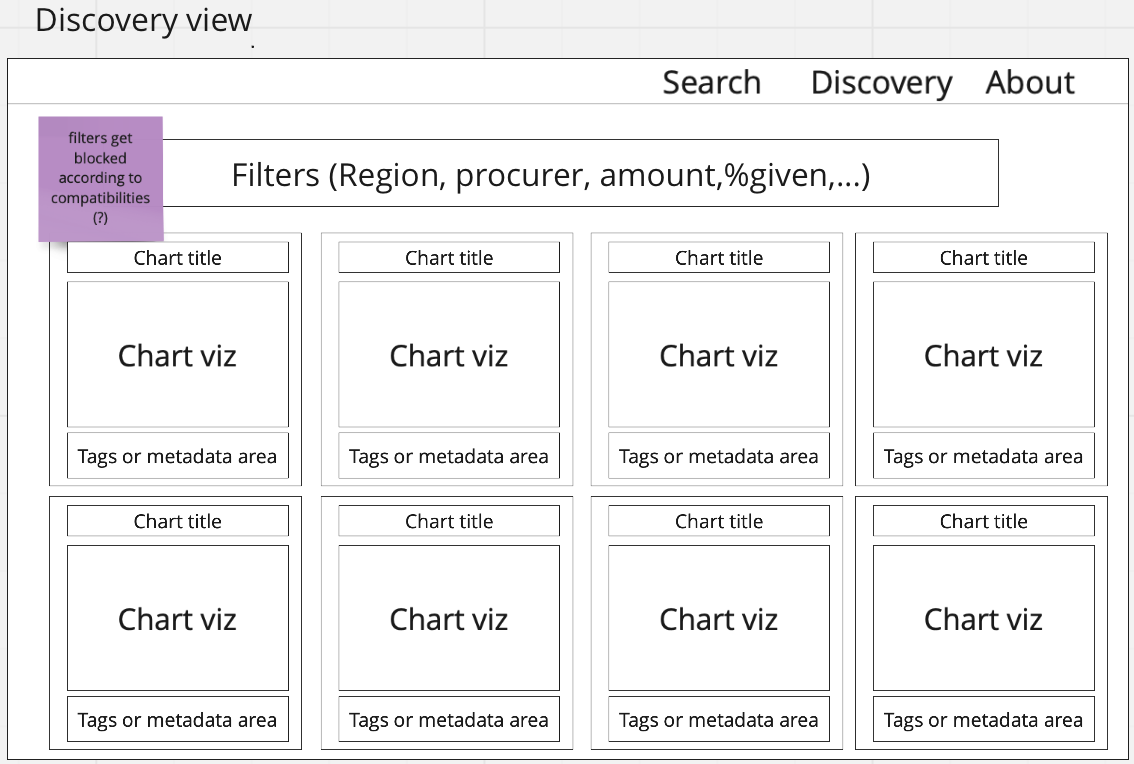 Discovery view
.
Search Discovery About
filters get
blocked
according to
compatibilities
(?)
Filters (Region, procurer, amount,%given,...)
Chart title Chart title Chart title Chart title
Chart viz Chart viz Chart viz Chart viz
Tags or metadata area Tags or metadata area Tags or metadata area Tags or metadata area
Chart title Chart title Chart title Chart title
Chart viz Chart viz Chart viz Chart viz
Tags or metadata area Tags or metadata area Tags or metadata area Tags or metadata area